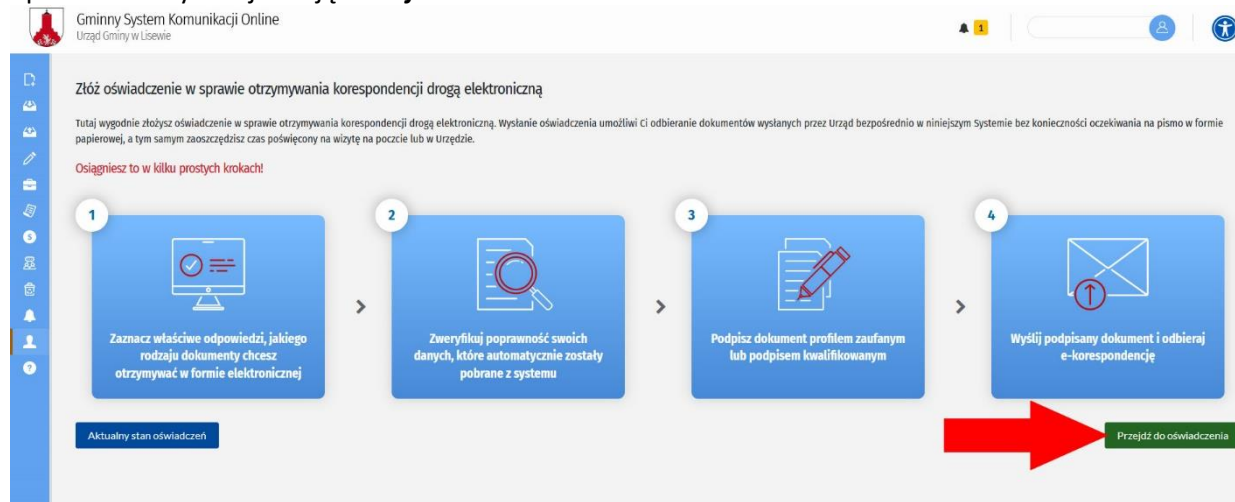 Gminny System Komunikacji Online
Urząd Gminy w Lisewie
1
Złóż oświadczenie w sprawie otrzymywania korespondencji drogą elektroniczną
Tutaj wygodnie złożysz oświadczenie w sprawie otrzymywania korespondencji drogą elektroniczną. Wysłanie oświadczenia umożliwi Ci odbieranie dokumentów wysłanych przez Urząd bezpośrednio w niniejszym Systemie bez konieczności oczekiwania na pismo w formie
papierowej, a tym samym zaoszczędzisz czas poświęcony na wizytę na poczcie lub w Urzędzie.
Osiągniesz to w kilku prostych krokach!
1
Zaznacz właściwe odpowiedzi, jakiego
rodzaju dokumenty chcesz
otrzymywać w formie elektronicznej
2
Zweryfikuj poprawność swoich
danych, które automatycznie zostały
pobrane z systemu
3
Podpisz dokument profilem zaufanym
lub podpisem kwalifikowanym
4
Wyślij podpisany dokument i odbieraj
e-korespondencję
Aktualny stan oświadczeń
Przejdź do oświadczenia